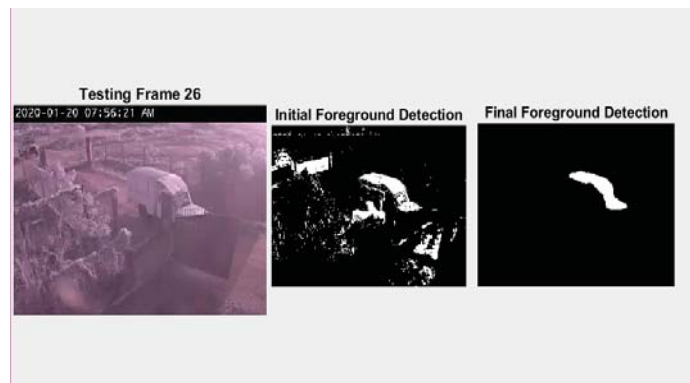 Testing Frame 26
2020-01-20 07:56:21 AM
Initial Foreground Detection
Final Foreground Detection